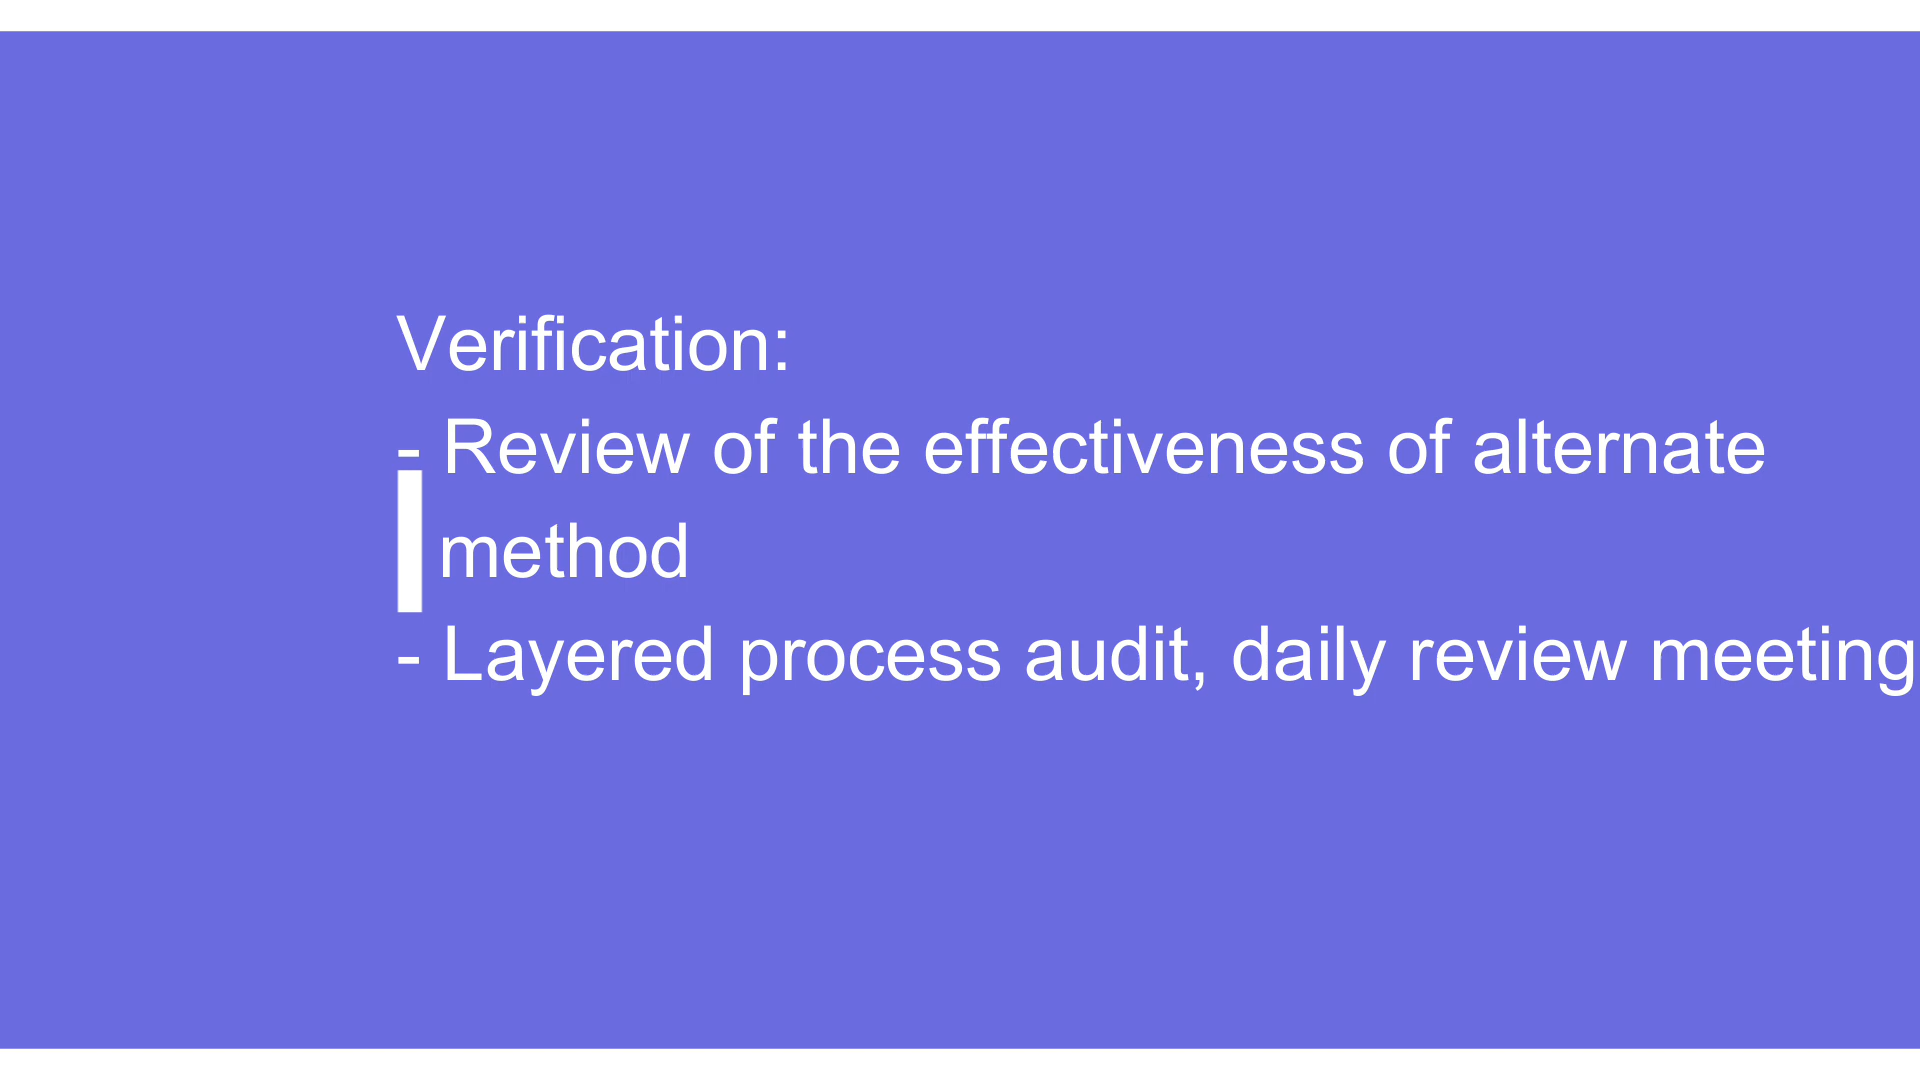 Verification:
- Review of the effectiveness of alternate
method
- Layered process audit, daily review meeting